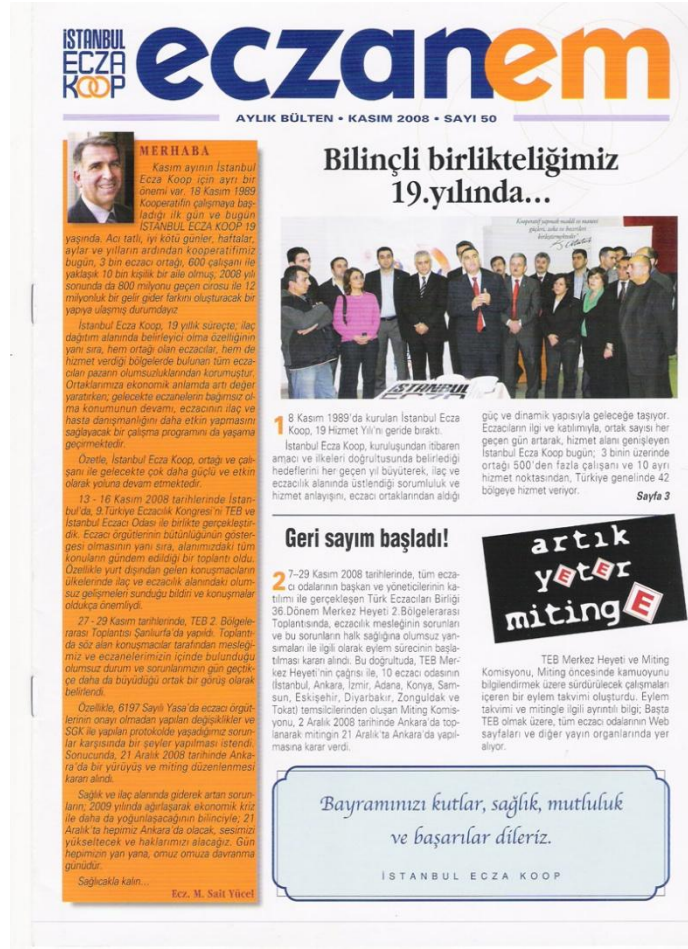 İSTANBUL
ECZA
KOOP
eczanem
AYLIK BÜLTEN • KASIM 2008 • SAYI 50
MERHABA
Kasım ayının İstanbul
Ecza Koop için ayrı bir
önemi var. 18 Kasım 1989
Kooperatifin çalışmaya baş-
ladığı ilk gün ve bugün
İSTANBUL ECZA KOOP 19
yaşında. Acı tatlı, iyi kötü günler, haftalar,
aylar ve yılların ardından kooperatifimiz
bugün, 3 bin eczacı ortağı, 600 çalışanı ile
yaklaşık 10 bin kişilik bir aile olmuş; 2008 yılı
sonunda da 800 milyonu geçen cirosu ile 12
milyonluk bir gelir gider farkını oluşturacak bir
yapıya ulaşmış durumdayız
İstanbul Ecza Koop, 19 yıllık süreçte; ilaç
dağıtım alanında belirleyici olma özelliğinin
yanı sıra, hem ortağı olan eczacılar, hem de
hizmet verdiği bölgelerde bulunan tüm ecza-
cıları pazarın olumsuzluklarından korumuştur.
Ortaklarımıza ekonomik anlamda artı değer
yaratırken; gelecekte eczanelerin bağımsız ol-
ma konumunun devamı, eczacının ilaç ve
hasta danışmanlığını daha etkin yapmasını
sağlayacak bir çalışma programını da yaşama
geçirmektedir.
Özetle, İstanbul Ecza Koop, ortağı ve çalı-
şanı ile gelecekte çok daha güçlü ve etkin
olarak yoluna devam etmektedir.
13 - 16 Kasım 2008 tarihlerinde İstan-
bul'da, 9.Türkiye Eczacılık Kongresi'ni TEB ve
İstanbul Eczacı Odası ile birlikte gerçekleştir-
dik. Eczacı örgütlerinin bütünlüğünün göster-
gesi olmasının yanı sıra, alanımızdaki tüm
konuların gündem edildiği bir toplantı oldu.
Özellikle yurt dışından gelen konuşmacıların
ülkelerinde ilaç ve eczacılık alanındaki olum-
suz gelişmeleri sunduğu bildiri ve konuşmalar
oldukça önemliydi.
27 - 29 Kasım tarihlerinde, TEB 2. Bölgele-
rarası Toplantısı Şanlıurfa'da yapıldı. Toplantı-
da söz alan konuşmacılar tarafından mesleği-
miz ve eczanelerimizin içinde bulunduğu
olumsuz durum ve sorunlarımızın gün geçtik-
çe daha da büyüdüğü ortak bir görüş olarak
belirlendi.
Özellikle, 6197 Sayılı Yasa'da eczacı örgüt-
lerinin onayı olmadan yapılan değişiklikler ve
SGK ile yapılan protokolde yaşadığımız sorun-
lar karşısında bir şeyler yapılması istendi.
Sonucunda, 21 Aralık 2008 tarihinde Anka-
ra'da bir yürüyüş ve miting düzenlenmesi
kararı alındı.
Sağlık ve ilaç alanında giderek artan sorun-
ların; 2009 yılında ağırlaşarak ekonomik kriz
ile daha da yoğunlaşacağının bilinciyle; 21
Aralık'ta hepimiz Ankara'da olacak, sesimizi
yükseltecek ve haklarımızı alacağız. Gün
hepimizin yan yana, omuz omuza davranma
günüdür.
Sağlıcakla kalın...
Ecz. M. Sait Yücel
Bilinçli birlikteliğimiz
19.yılında...
Kooperatif yapmak maddî ve manevi
güçleri, zeka ve becerileri
birleştirmektedir.
İSTANBUL
18 Kasım 1989'da kurulan İstanbul Ecza
Koop, 19 Hizmet Yılı'nı geride bıraktı.
İstanbul Ecza Koop, kuruluşundan itibaren
amacı ve ilkeleri doğrultusunda belirlediği
hedeflerini her geçen yıl büyüterek, ilaç ve
eczacılık alanında üstlendiği sorumluluk ve
hizmet anlayışını, eczacı ortaklarından aldığı
güç ve dinamik yapısıyla geleceğe taşıyor.
Eczacıların ilgi ve katılımıyla, ortak sayısı her
geçen gün artarak, hizmet alanı genişleyen
İstanbul Ecza Koop bugün; 3 binin üzerinde
ortağı 500'den fazla çalışanı ve 10 ayrı
hizmet noktasından, Türkiye genelinde 42
bölgeye hizmet veriyor.
Sayfa 3
Geri sayım başladı!
27–29 Kasım 2008 tarihlerinde, tüm ecza-
cı odalarının başkan ve yöneticilerinin ka-
tılımı ile gerçekleşen Türk Eczacıları Birliği
36.Dönem Merkez Heyeti 2.Bölgelerarası
Toplantısında, eczacılık mesleğinin sorunları
ve bu sorunların halk sağlığına olumsuz yan-
sımaları ile ilgili olarak eylem sürecinin başla-
tılması kararı alındı. Bu doğrultuda, TEB Mer-
kez Heyeti'nin çağrısı ile, 10 eczacı odasının
(İstanbul, Ankara, İzmir, Adana, Konya, Sam-
sun, Eskişehir, Diyarbakır, Zonguldak ve
Tokat) temsilcilerinden oluşan Miting Komis-
yonu, 2 Aralık 2008 tarihinde Ankara'da top-
lanarak mitingin 21 Aralık'ta Ankara'da yapıl-
masına karar verdi.
artık
yEtEr
mitingE
TEB Merkez Heyeti ve Miting
Komisyonu, Miting öncesinde kamuoyunu
bilgilendirmek üzere sürdürülecek çalışmaları
içeren bir eylem takvimi oluşturdu. Eylem
takvimi ve mitingle ilgili ayrıntılı bilgi; Başta
TEB olmak üzere, tüm eczacı odalarının Web
sayfaları ve diğer yayın organlarında yer
alıyor.
Bayramınızı kutlar, sağlık, mutluluk
ve başarılar dileriz.
İSTANBUL ECZA KOOP